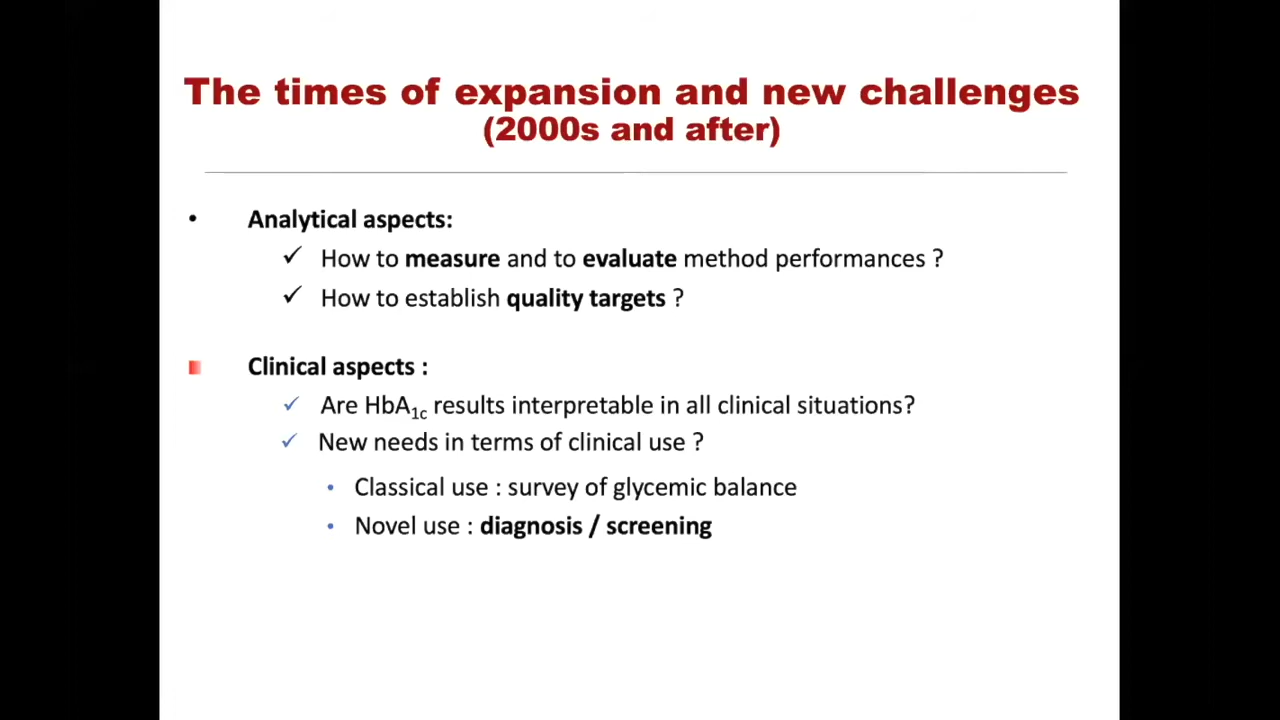 The times of expansion and new challenges
(2000s and after)
• Analytical aspects:
✓ How to measure and to evaluate method performances ?
✓ How to establish quality targets ?
Clinical aspects :
✓ Are HbA1c results interpretable in all clinical situations?
✓ New needs in terms of clinical use ?
• Classical use : survey of glycemic balance
• Novel use : diagnosis / screening